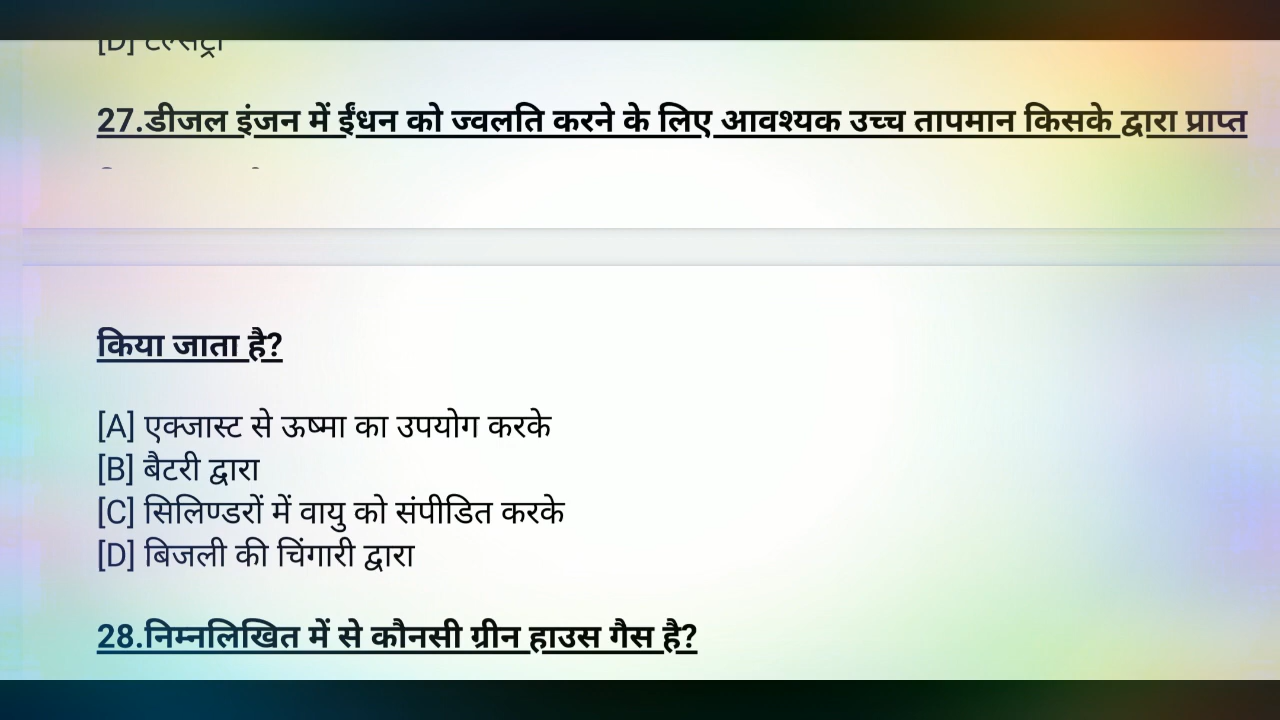 [D] टेल्सट्रा
27.डीजल इंजन में ईंधन को ज्वलति करने के लिए आवश्यक उच्च तापमान किसके द्वारा प्राप्त
किया जाता है?
[A] एक्जास्ट से ऊष्मा का उपयोग करके
[B] बैटरी द्वारा
[C] सिलिण्डरों में वायु को संपीडित करके
[D] बिजली की चिंगारी द्वारा
28.निम्नलिखित में से कौनसी ग्रीन हाउस गैस है?